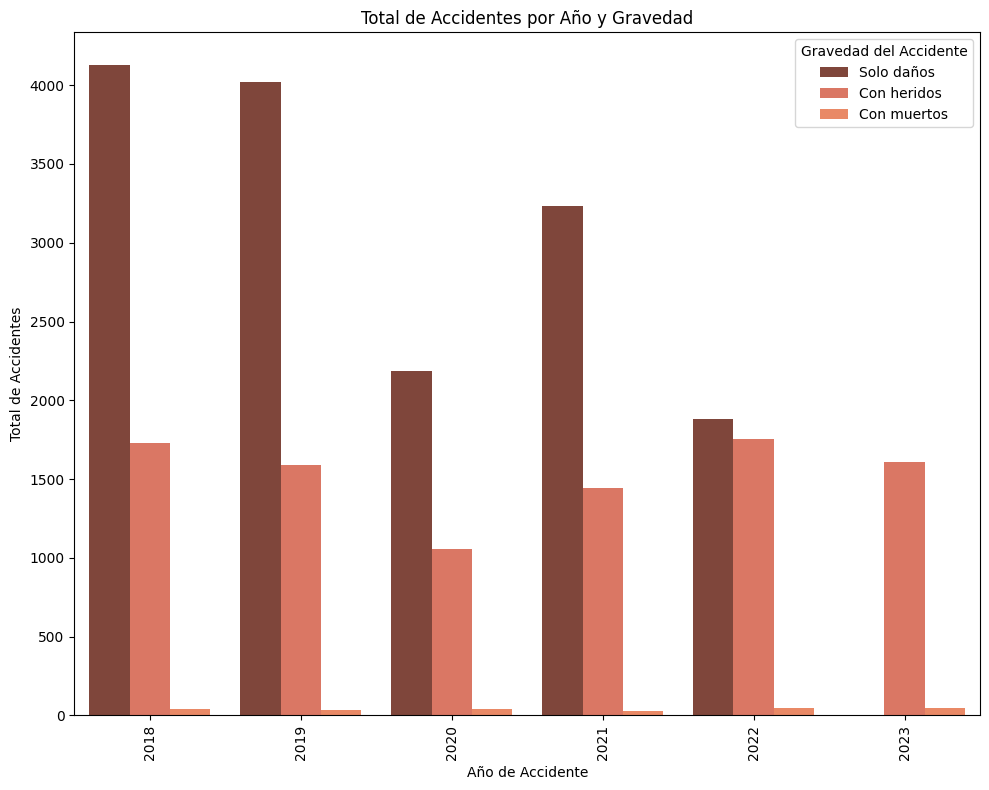 Total de Accidentes por Año y Gravedad
Gravedad del Accidente
Solo daños
Con heridos
Con muertos
Total de Accidentes
4000
3500
3000
2500
2000
1500
1000
500
0
2018
2019
2020
2021
2022
2023
Año de Accidente